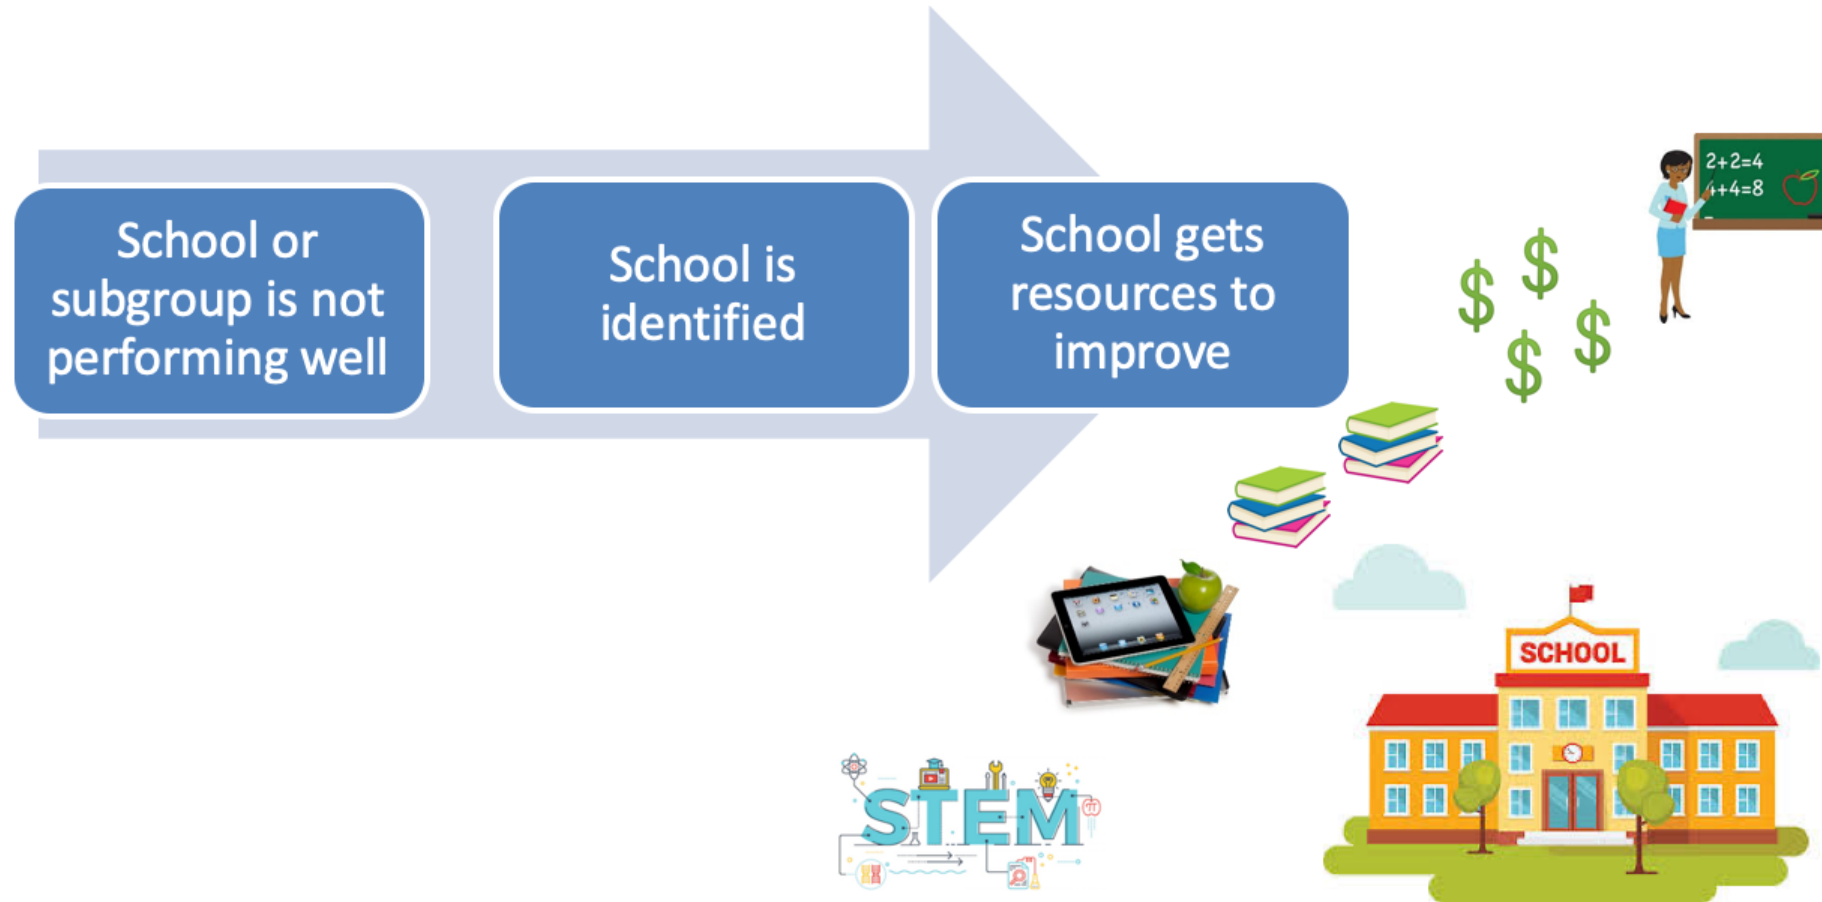 School or
subgroup is not
performing well
School is
identified
School gets
resources to
improve
2+2=4
4+4=8
$
$
$
$
SCHOOL
STEM
π